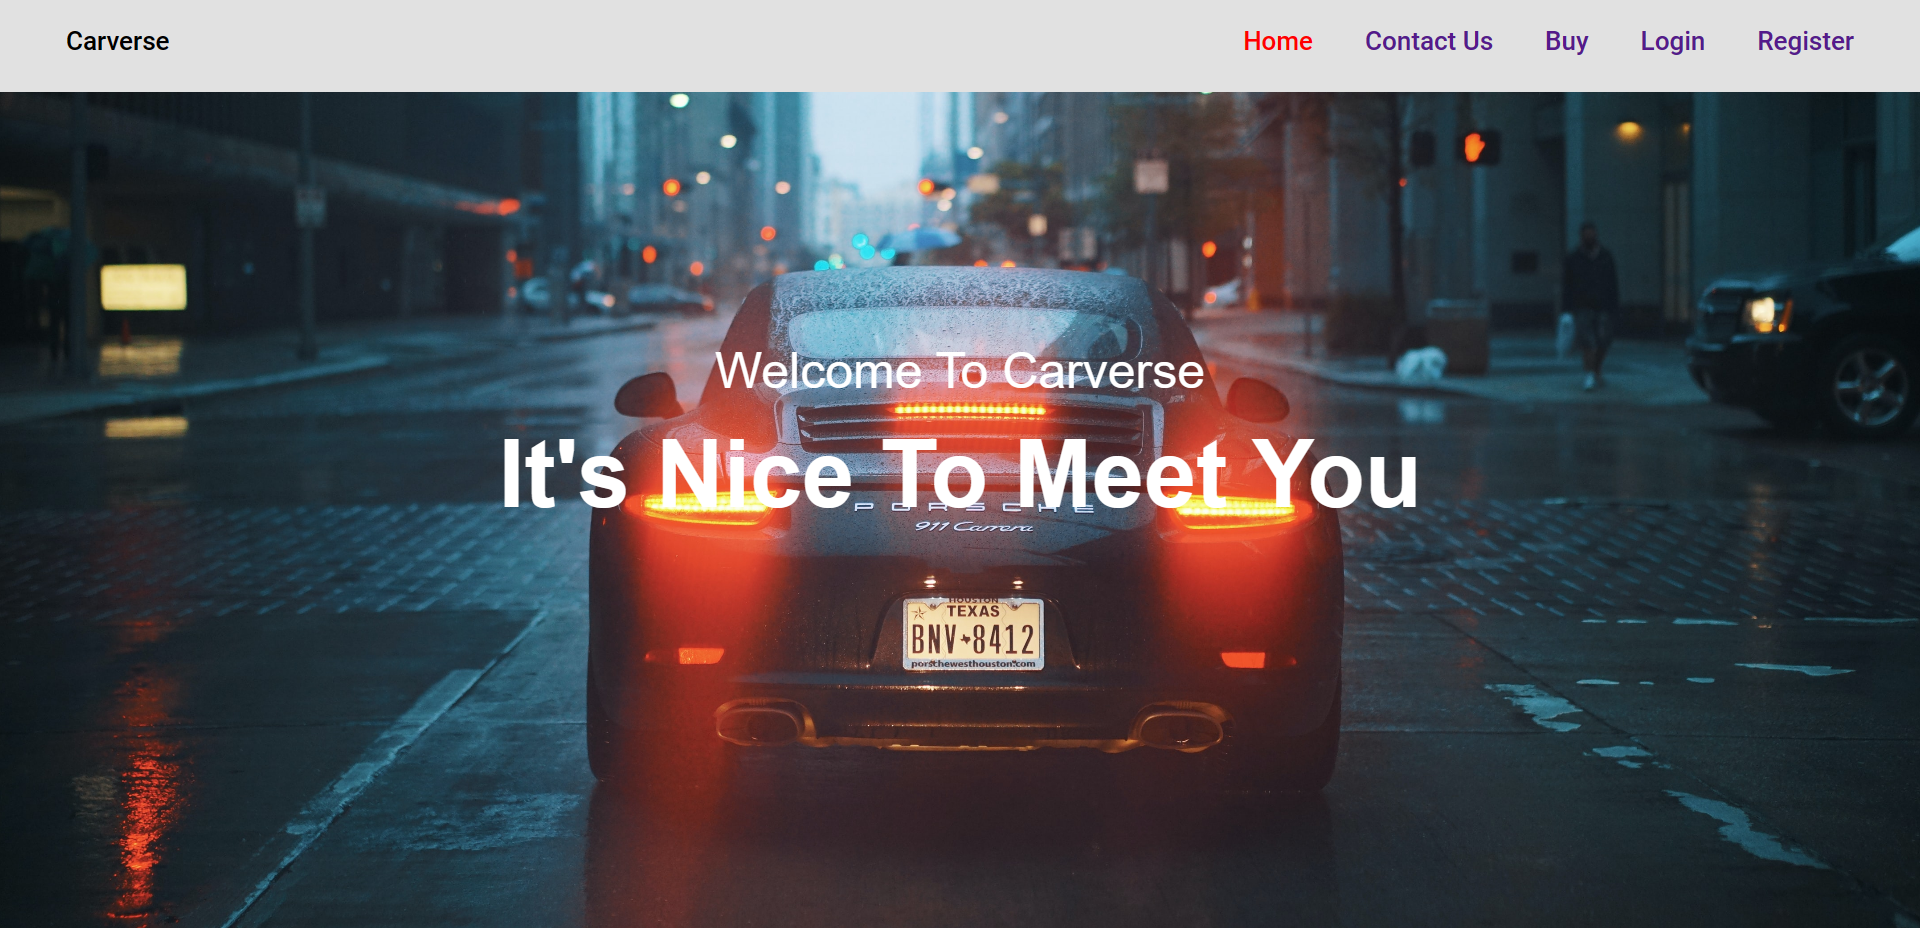 Carverse
Home Contact Us Buy Login Register
Welcome To Carverse
It's Nice To Meet You
PORSCHE
911 Carrera
HOUSTON
TEXAS
BNV 8412
porschewesthouston.com